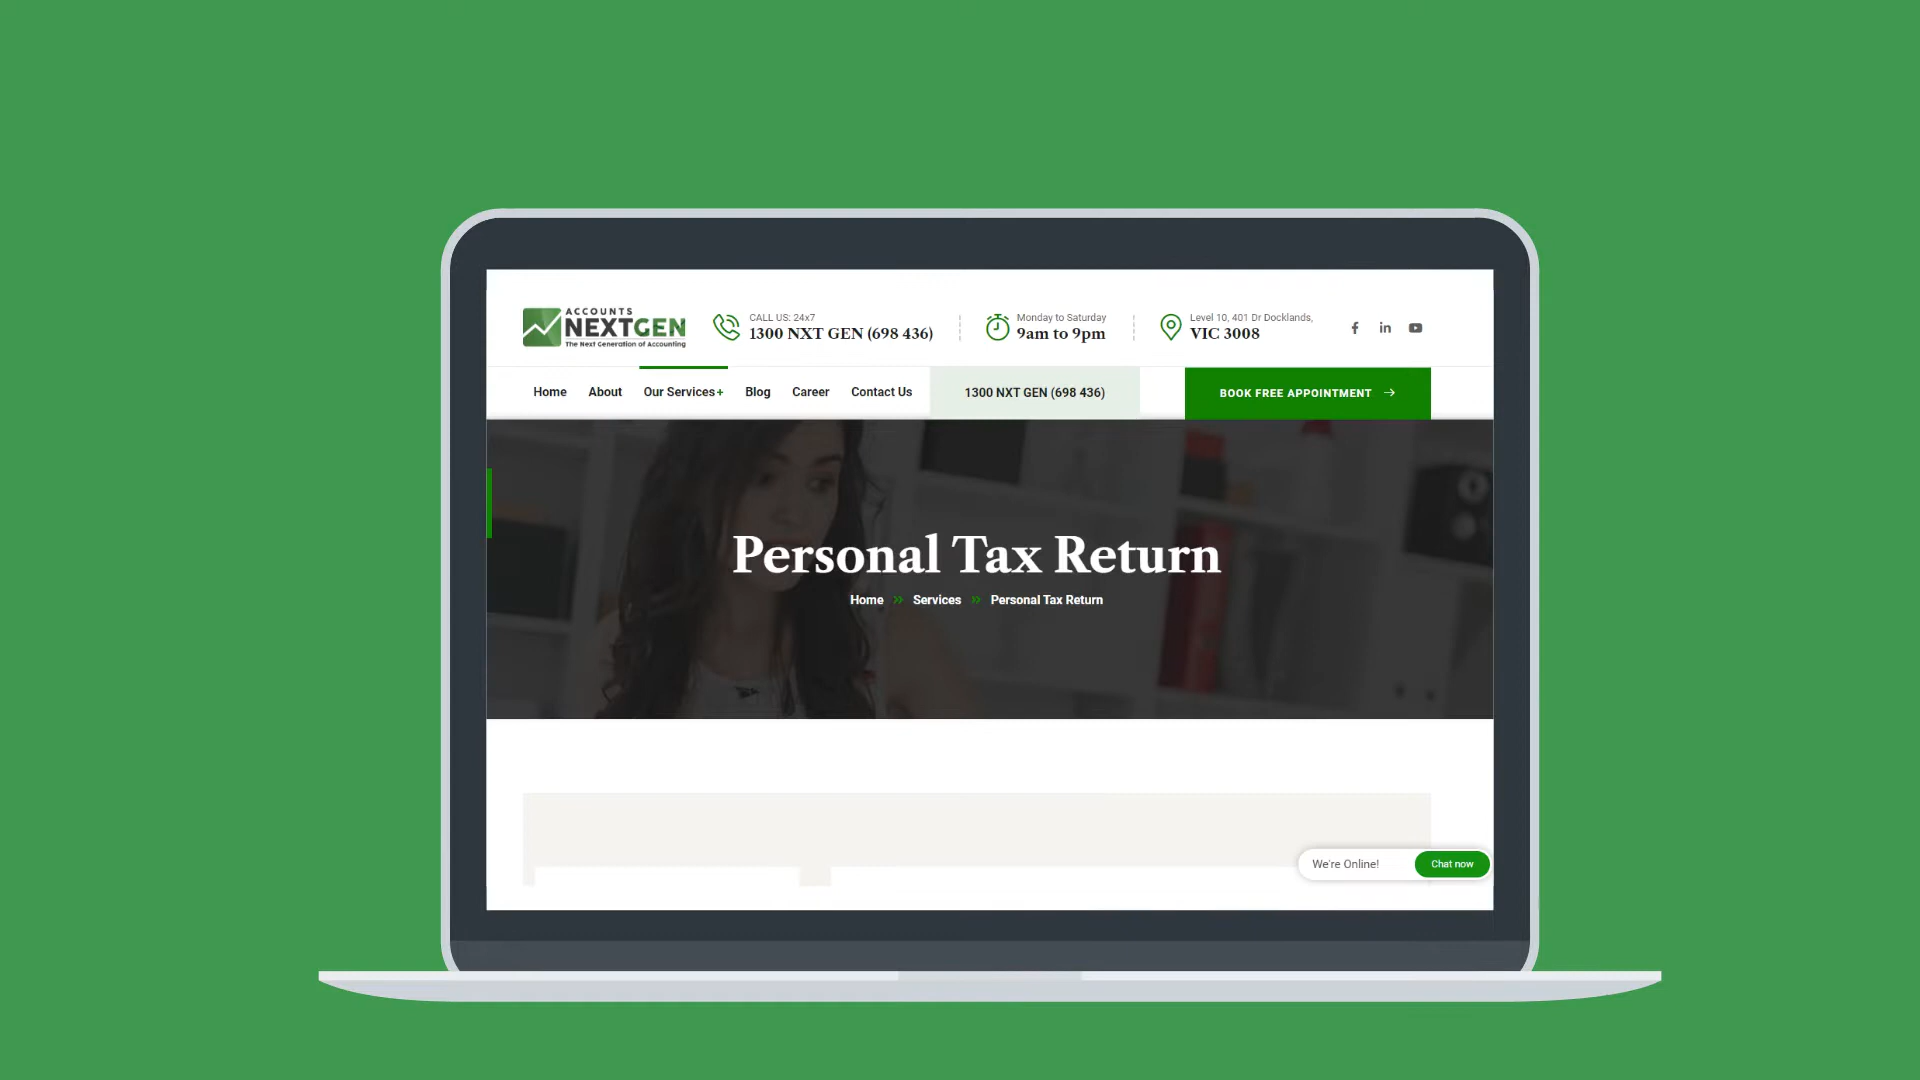 ACCOUNTS
NEXTGEN
The Next Generation of Accounting
CALL US: 24x7
1300 NXT GEN (698 436)
Monday to Saturday
9am to 9pm
Level 10, 401 Dr Docklands,
VIC 3008
Home About Our Services+ Blog Career Contact Us 1300 NXT GEN (698 436) BOOK FREE APPOINTMENT
Personal Tax Return
Home » Services » Personal Tax Return
We're Online! Chat now